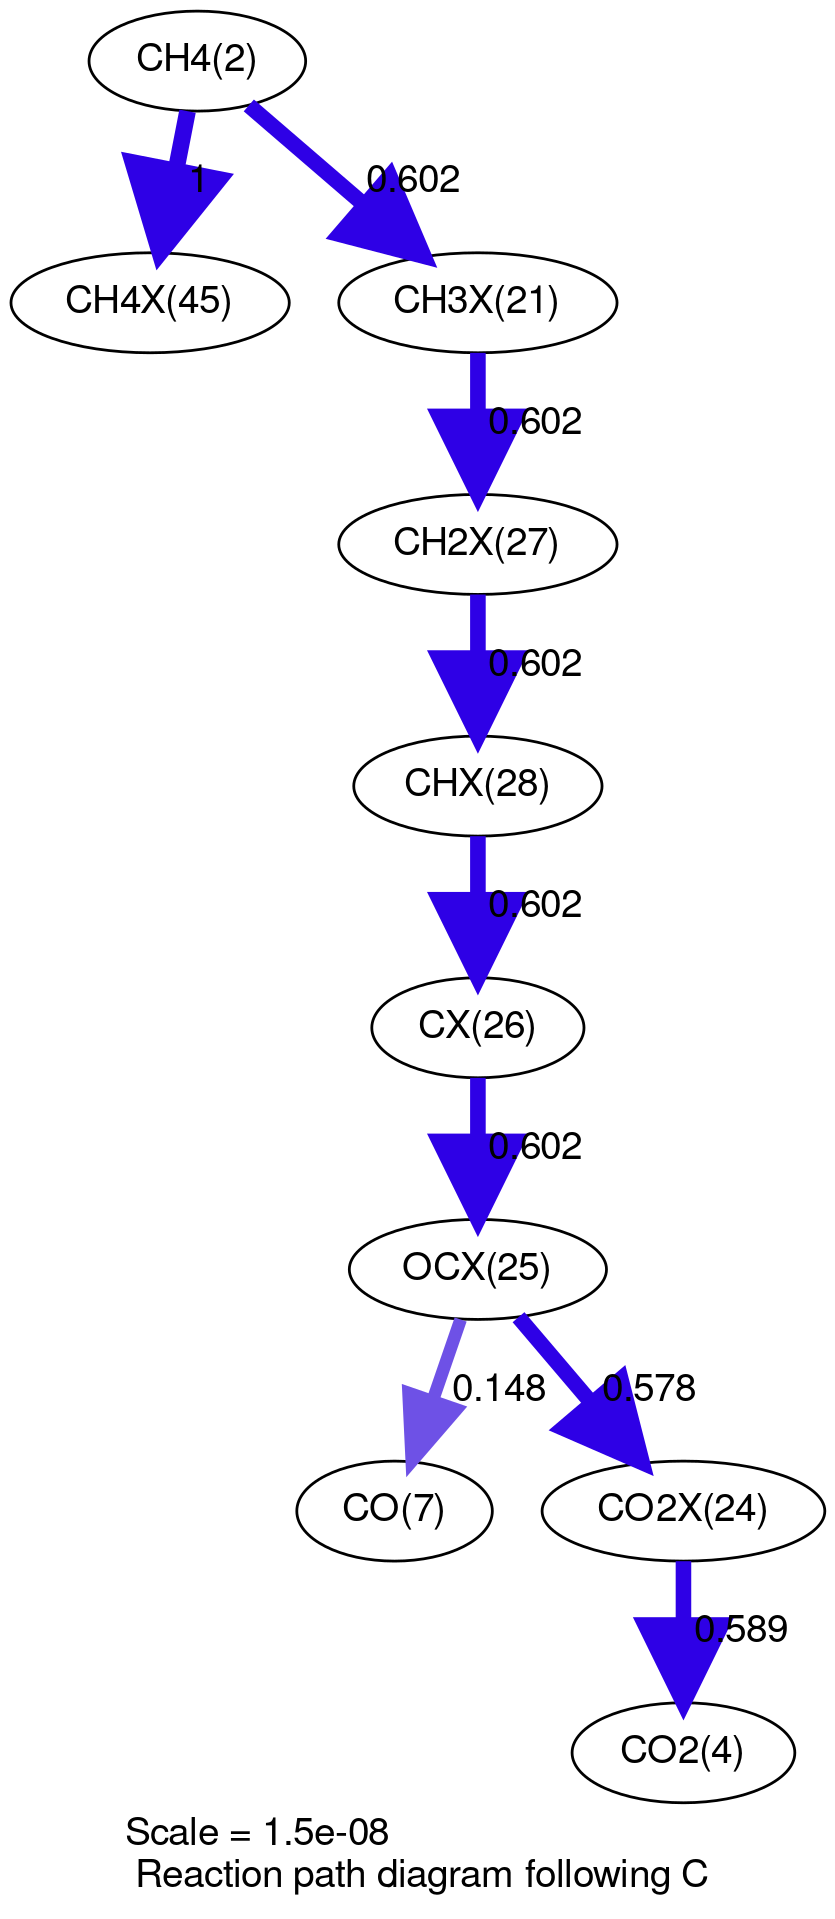 CH4(2)
1
0.602
CH4X(45)
CH3X(21)
0.602
CH2X(27)
0.602
CHX(28)
0.602
CX(26)
0.602
OCX(25)
0.148
0.578
CO(7)
CO2X(24)
0.589
CO2(4)
Scale = 1.5e-08
Reaction path diagram following C